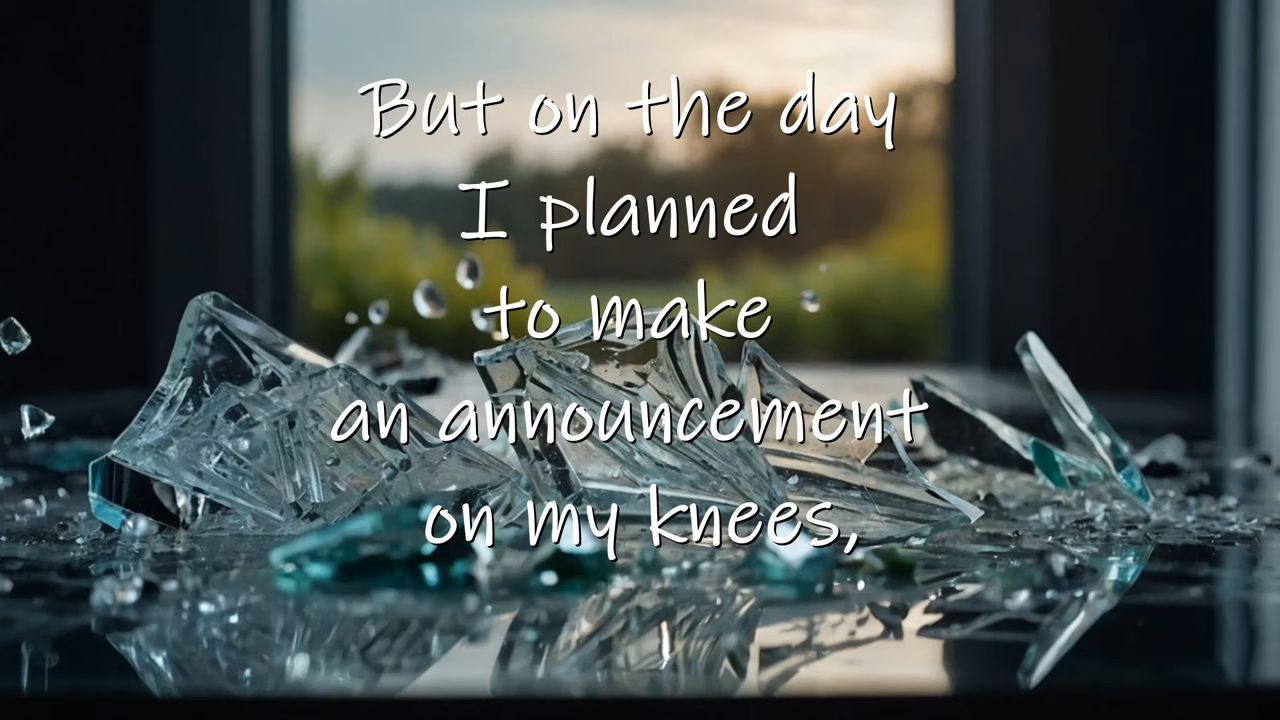 But on the day
I planned
to make
an announcement
on my knees,